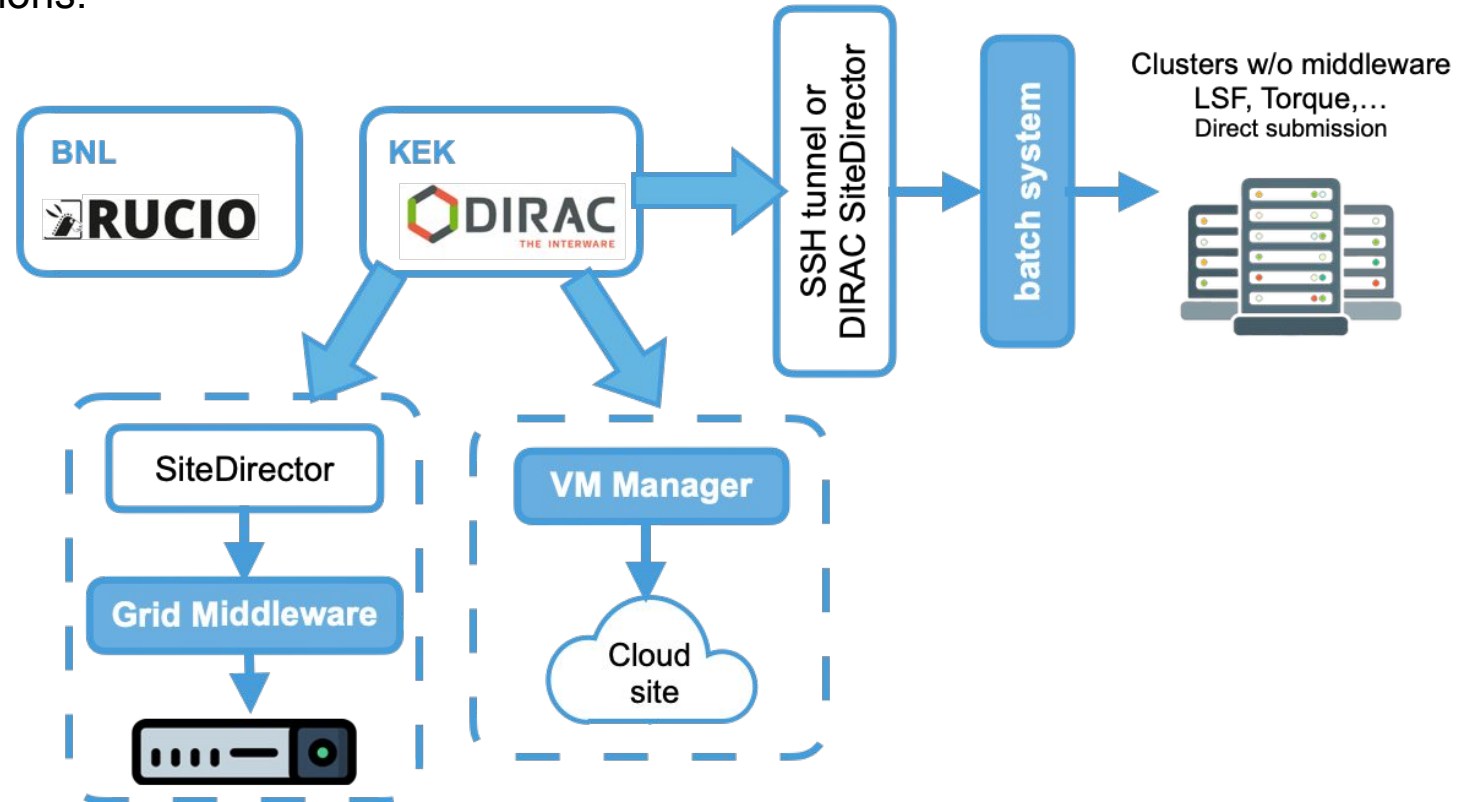 ions.
BNL
RUCIO
KEK
DIRAC
THE INTERWARE
SSH tunnel or
DIRAC SiteDirector
batch system
Clusters w/o middleware
LSF, Torque,…
Direct submission
SiteDirector
Grid Middleware
VM Manager
Cloud
site